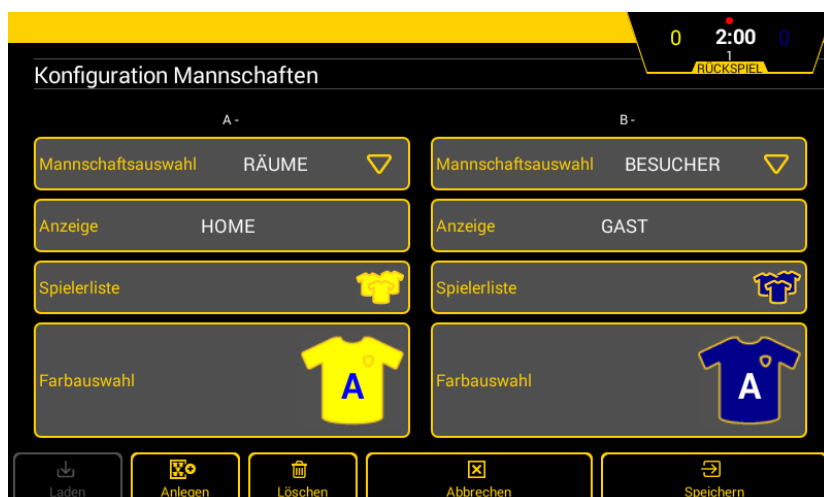 0 2:00 0
1
RÜCKSPIEL
Konfiguration Mannschaften
A -
B -
Mannschaftsauswahl RÄUME
Mannschaftsauswahl BESUCHER
Anzeige HOME
Anzeige GAST
Spielerliste
Spielerliste
Farbauswahl A
Farbauswahl A
Laden
Anlegen
Löschen
Abbrechen
Speichern